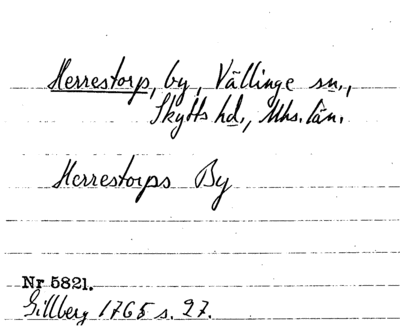 Herrestorp, by, Vällinge sn.,
Skytts hd., Mhs. län.
Herrestorps By
Nr 5821.
Gillberg 1765 s. 27.